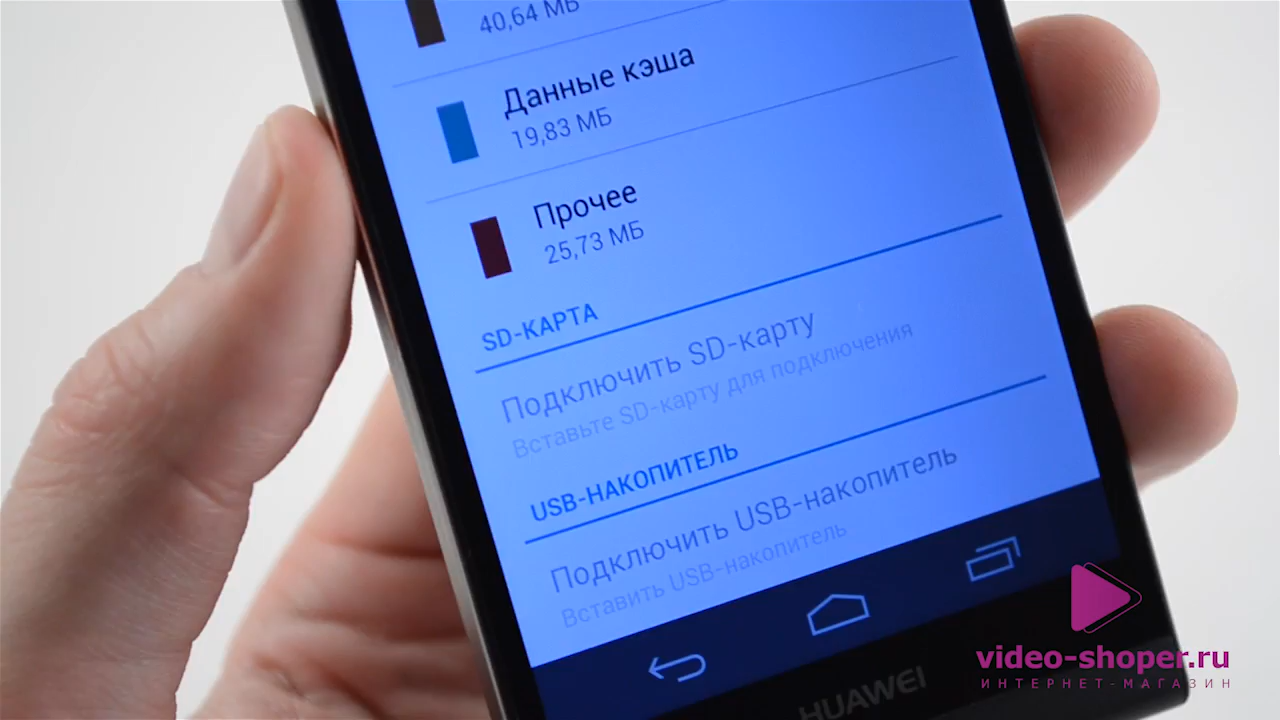 40,64 МБ
Данные кэша
19,83 МБ
Прочее
25,73 МБ
SD-КАРТА
Подключить SD-карту
Вставьте SD-карту для подключения
USB-НАКОПИТЕЛЬ
Подключить USB-накопитель
Вставить USB-накопитель
HUAWEI
video-shoper.ru
ИНТЕРНЕТ-МАГАЗИН